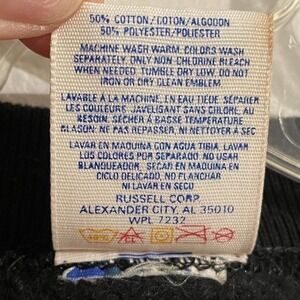 50% COTTON/COTON/ALGODON
50% POLYESTER/POLIESTER
MACHINE WASH WARM, COLORS WASH
SEPARATELY. ONLY NON CHLORINE BLEACH
WHEN NEEDED. TUMBLE DRY LOW. DO NOT
IRON OR DRY CLEAN EMBLEM
LAVABLE A LA MACHINE, EN EAU TIEDE, SÉPARER
LES COULEURS. JAVELISANT SANS CHLORE, AU
BESOIN. SÉCHER À BASSE TEMPERATURE
BLASON: NE PAS REPASSER, NI NETTOYER À SEC
LAVAR EN MAQUINA CON AGUA TIBIA, LAVAR
LOS COLORES POR SEPARADO. NO USAR
BLANQUEADOR. SECAR EN MAQUINA EN
CICLO DELICADO, NO PLANCHAR
NI LAVAR EN SECO
RUSSELL CORP.
ALEXANDER CITY, AL 35010
WPL 7232